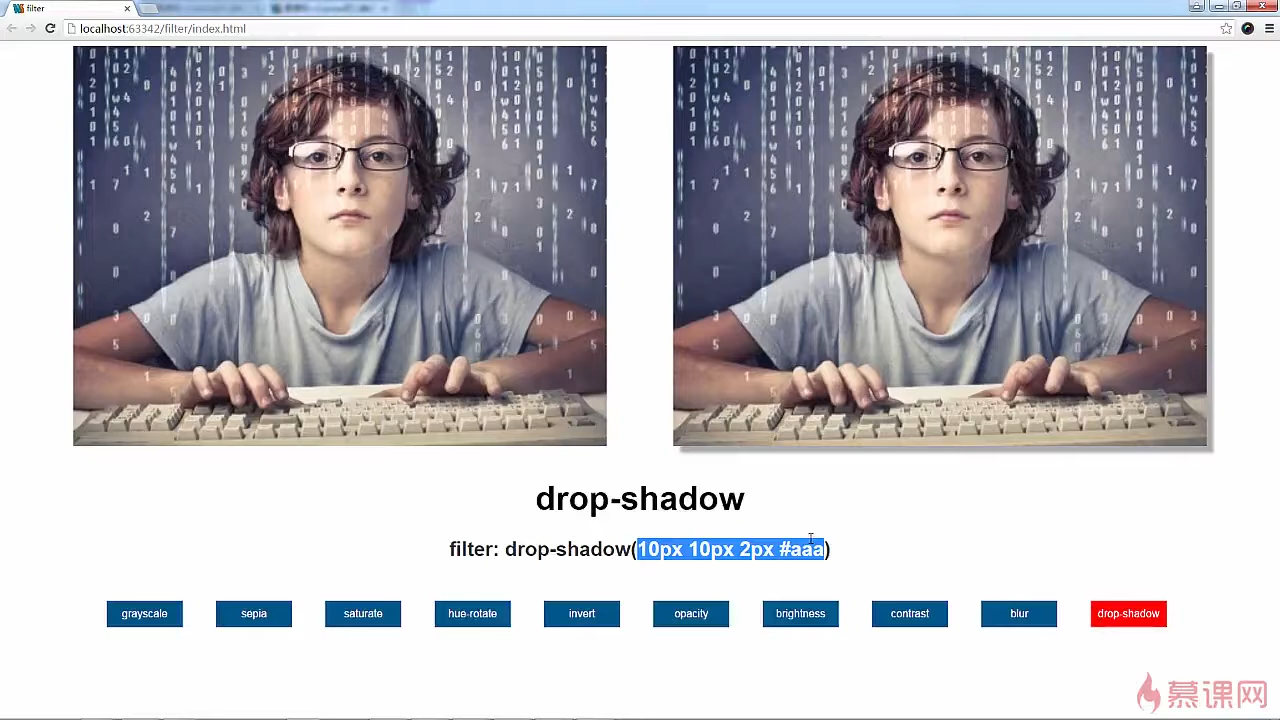 filter
localhost:63342/filter/index.html
drop-shadow
filter: drop-shadow(10px 10px 2px #aaa)
grayscale sepia saturate hue-rotate invert opacity brightness contrast blur drop-shadow
慕课网